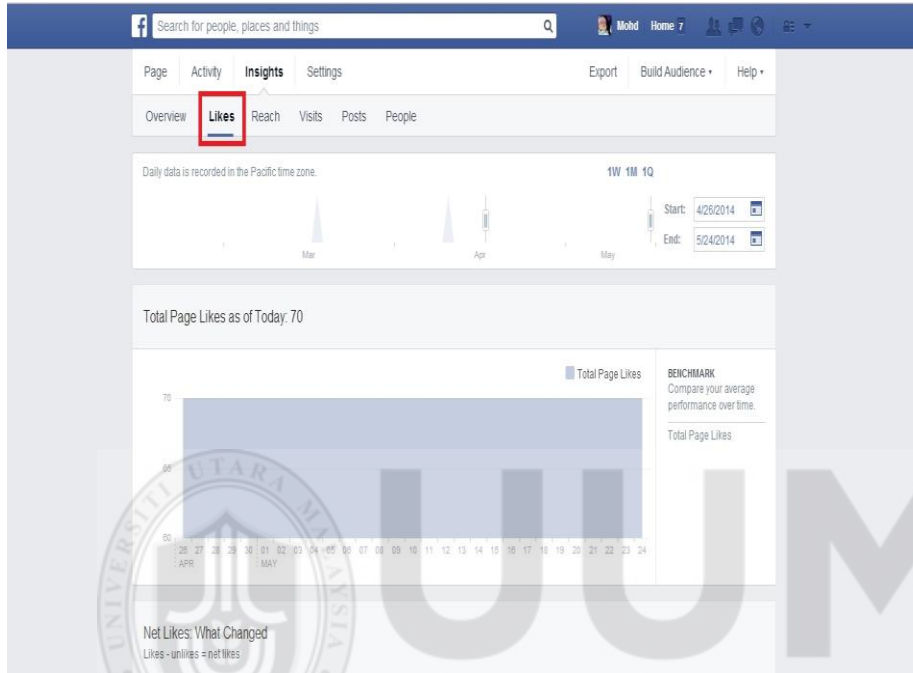 Search for people, places and things
Mohd Home 7
Page Activity Insights Settings Export Build Audience Help
Overview Likes Reach Visits Posts People
Daily data is recorded in the Pacific time zone. 1W 1M 1Q
Start: 4/26/2014
End: 5/24/2014
Mar Apr May
Total Page Likes as of Today: 70
Total Page Likes
BENCHMARK
Compare your average
performance over time.
Total Page Likes
70
65
60
26 27 28 29 30 01 02 03 04 05 06 07 08 09 10 11 12 13 14 15 16 17 18 19 20 21 22 23 24
APR MAY
Net Likes: What Changed
Likes - unlikes = net likes
UNIVERSITI UTARA MALAYSIA
UUM